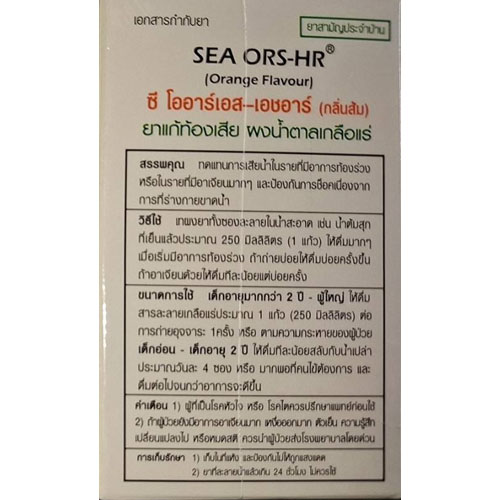 เอกสารกำกับยา
ยาสามัญประจำบ้าน
SEA ORS-HR®
(Orange Flavour)
ซี โออาร์เอส-เอชอาร์ (กลิ่นส้ม)
ยาแก้ท้องเสีย ผงน้ำตาลเกลือแร่
สรรพคุณ ทดแทนการเสียน้ำในรายที่มีอาการท้องร่วง
หรือในรายที่มีอาเจียนมากๆ และป้องกันการช็อคเนื่องจาก
การที่ร่างกายขาดน้ำ
วิธีใช้ เทผงยาทั้งซองละลายในน้ำสะอาด เช่น น้ำต้มสุก
ที่เย็นแล้วประมาณ 250 มิลลิลิตร (1 แก้ว) ให้ดื่มมากๆ
เมื่อเริ่มมีอาการท้องร่วง ถ้าถ่ายบ่อยให้ดื่มบ่อยครั้งขึ้น
ถ้าอาเจียนด้วยให้ดื่มทีละน้อยแต่บ่อยครั้ง
ขนาดการใช้ เด็กอายุมากกว่า 2 ปี - ผู้ใหญ่ ให้ดื่ม
สารละลายเกลือแร่ประมาณ 1 แก้ว (250 มิลลิลิตร) ต่อ
การถ่ายอุจจาระ 1ครั้ง หรือ ตามความกระหายของผู้ป่วย
เด็กอ่อน - เด็กอายุ 2 ปี ให้ดื่มทีละน้อยสลับกับน้ำเปล่า
ประมาณวันละ 4 ซอง หรือ มากพอที่คนไข้ต้องการ และ
ดื่มต่อไปจนกว่าอาการจะดีขึ้น
คำเตือน 1) ผู้ที่เป็นโรคหัวใจ หรือ โรคไตควรปรึกษาแพทย์ก่อนใช้
2) ถ้าผู้ป่วยยังมีอาการอาเจียนมาก เหงื่อออกมาก ตัวเย็น ความรู้สึก
เปลี่ยนแปลงไป หรือหมดสติ ควรนำผู้ป่วยส่งโรงพยาบาลโดยด่วน
การเก็บรักษา 1) เก็บในที่แห้ง และป้องกันไม่ให้ถูกแสงแดด
2) ยาที่ละลายน้ำแล้วเกิน 24 ชั่วโมง ไม่ควรใช้